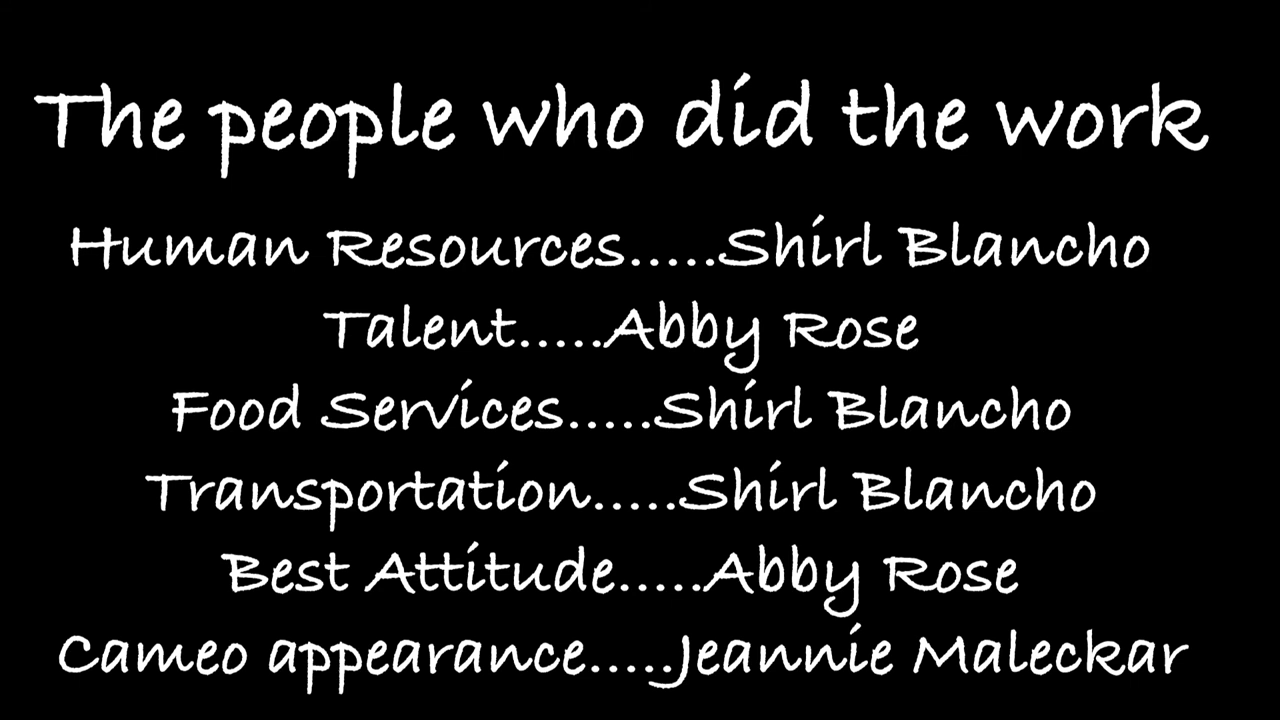 The people who did the work
Human Resources.....Shirl Blancho
Talent.....Abby Rose
Food Services.....Shirl Blancho
Transportation.....Shirl Blancho
Best Attitude.....Abby Rose
Cameo appearance.....Jeannie Maleckar